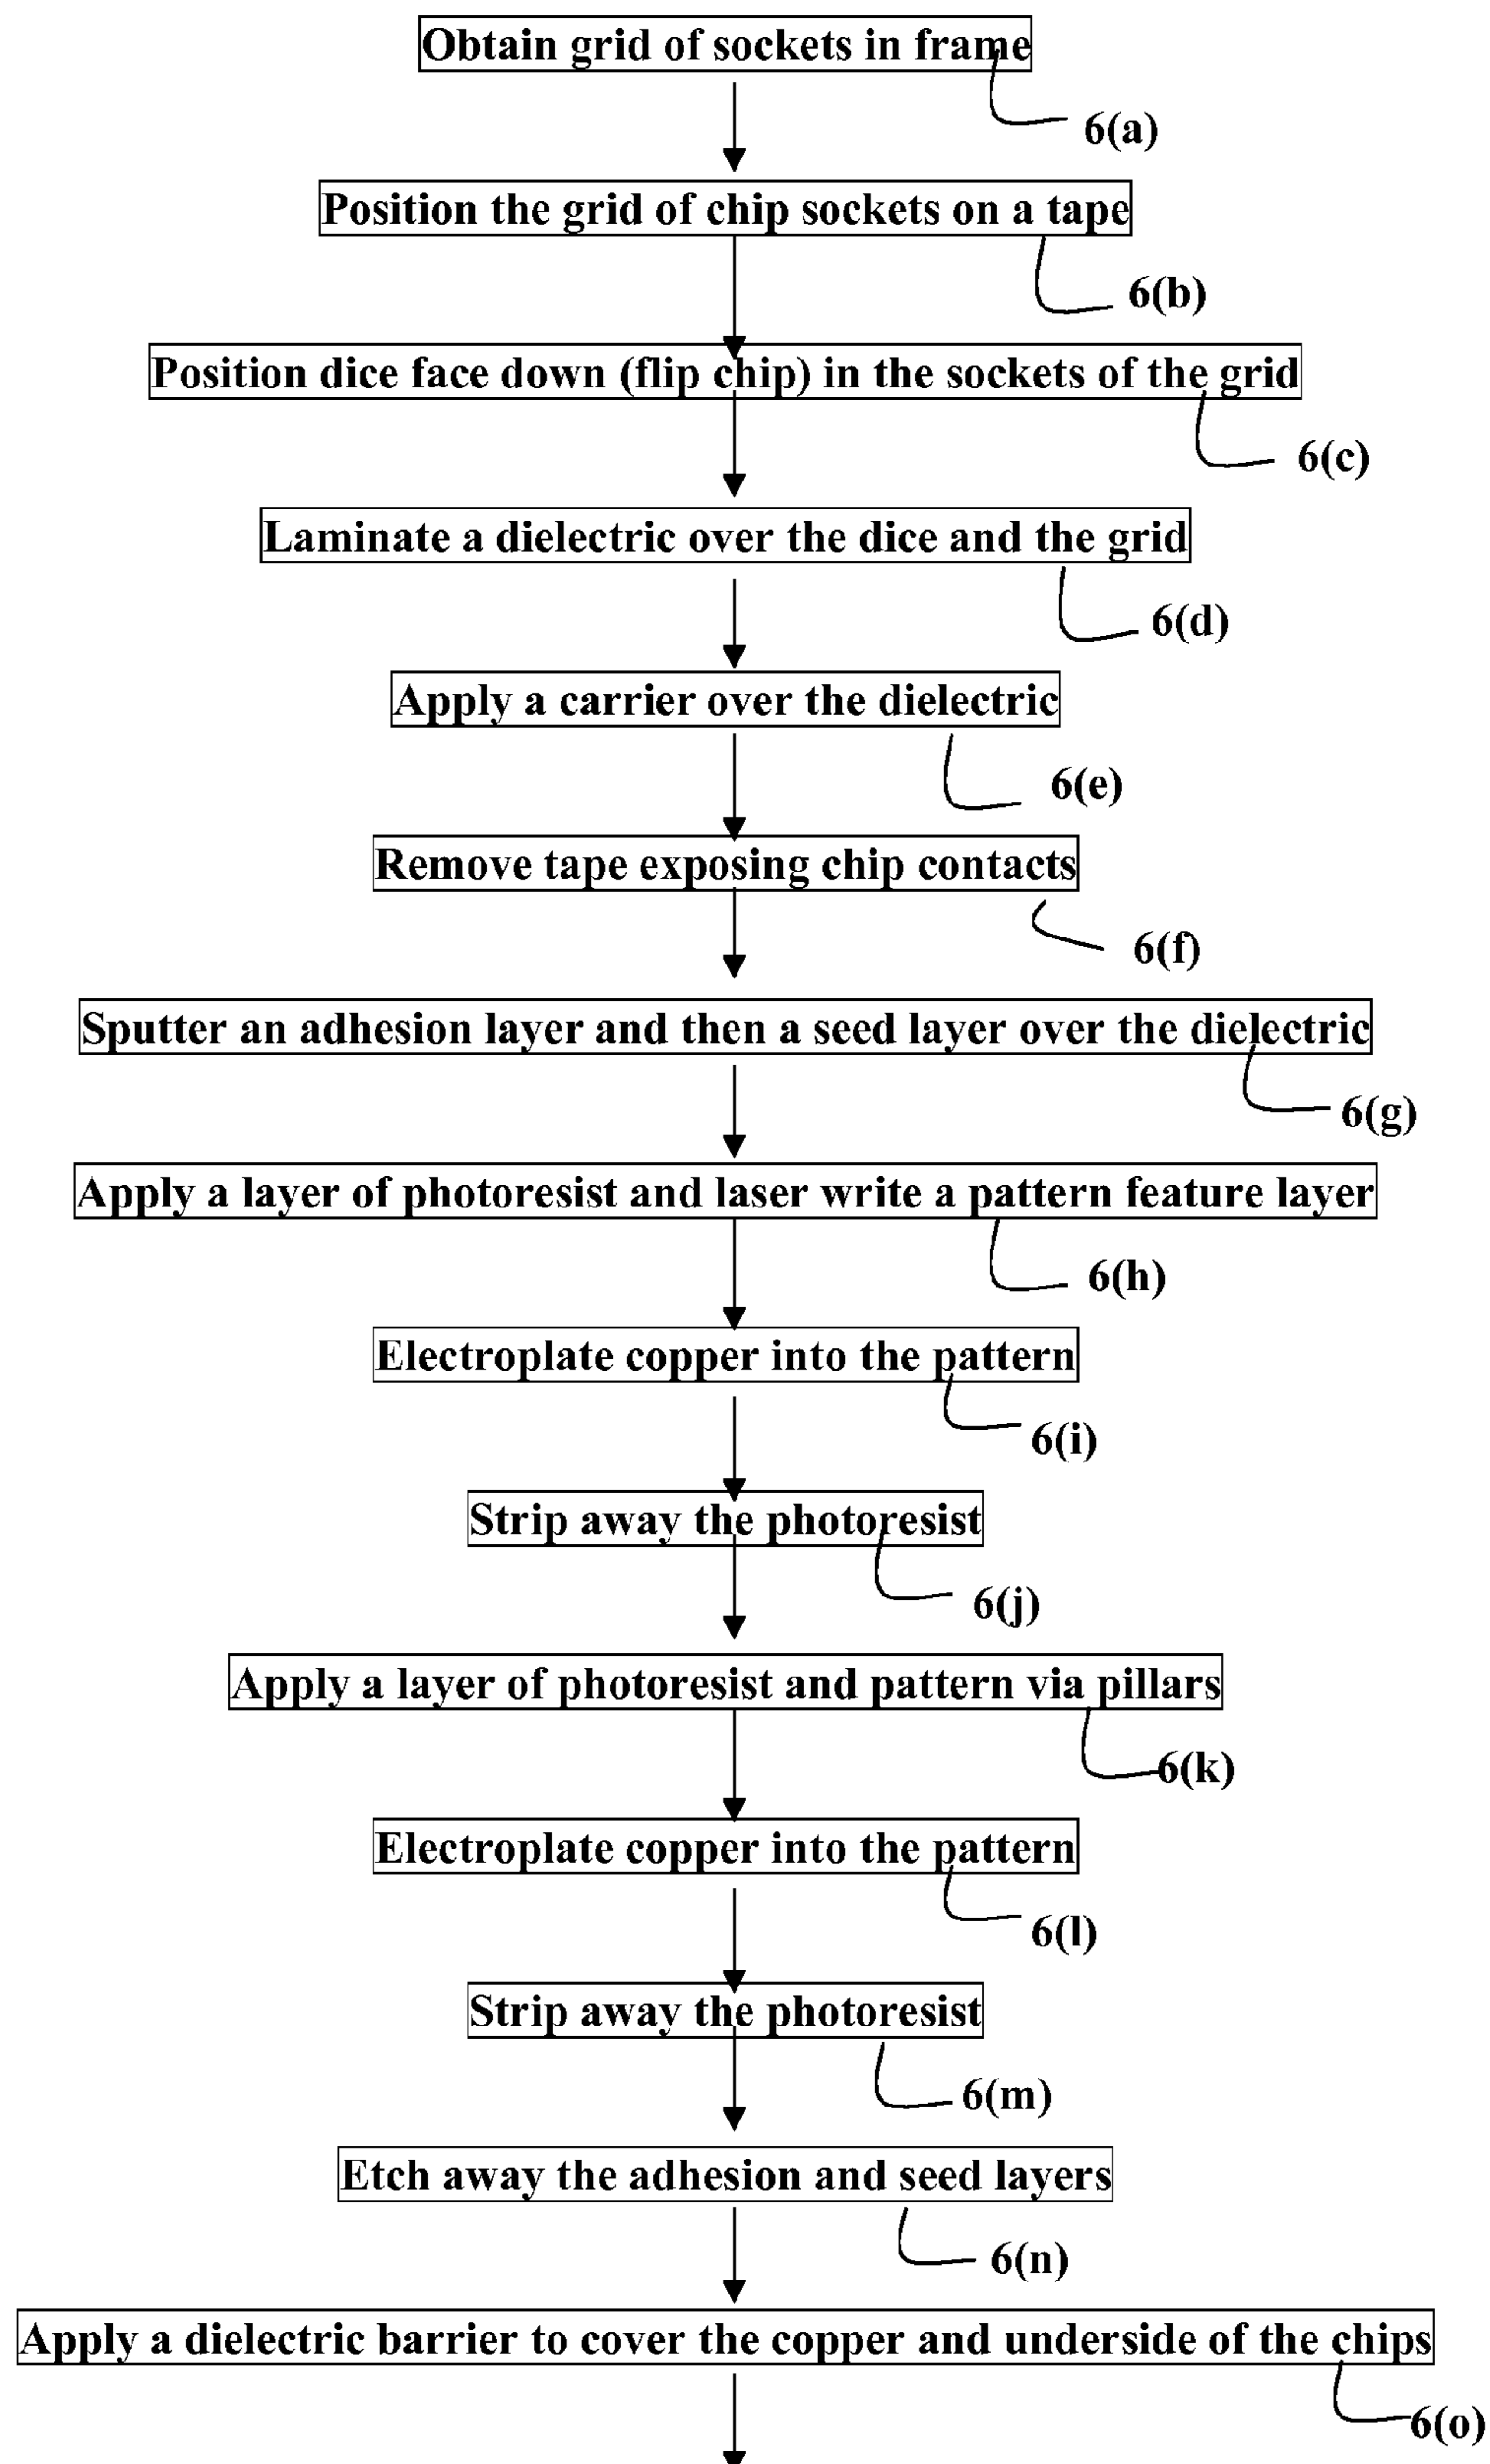 Obtain grid of sockets in frame
6(a)
Position the grid of chip sockets on a tape
6(b)
Position dice face down (flip chip) in the sockets of the grid
6(c)
Laminate a dielectric over the dice and the grid
6(d)
Apply a carrier over the dielectric
6(e)
Remove tape exposing chip contacts
6(f)
Sputter an adhesion layer and then a seed layer over the dielectric
6(g)
Apply a layer of photoresist and laser write a pattern feature layer
6(h)
Electroplate copper into the pattern
6(i)
Strip away the photoresist
6(j)
Apply a layer of photoresist and pattern via pillars
6(k)
Electroplate copper into the pattern
6(l)
Strip away the photoresist
6(m)
Etch away the adhesion and seed layers
6(n)
Apply a dielectric barrier to cover the copper and underside of the chips
6(o)